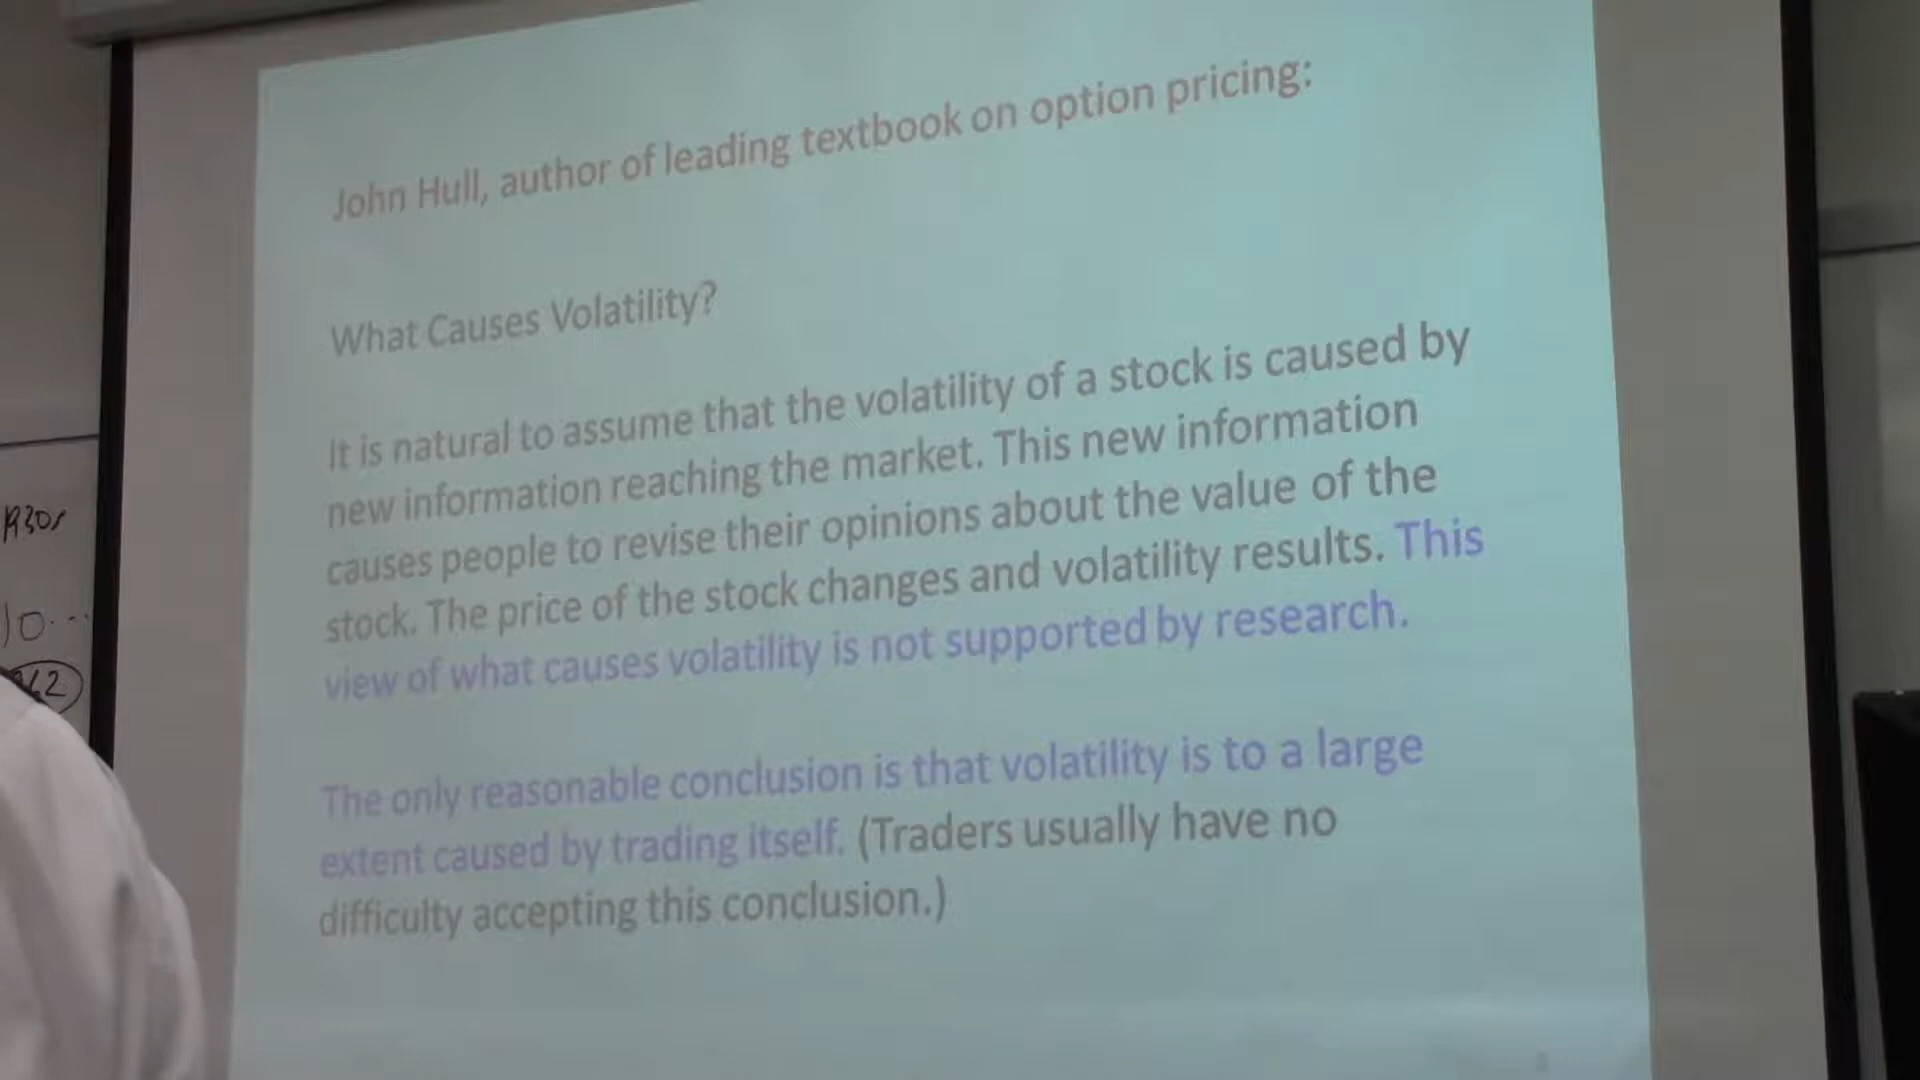 John Hull, author of leading textbook on option pricing:
What Causes Volatility?
It is natural to assume that the volatility of a stock is caused by
new information reaching the market. This new information
causes people to revise their opinions about the value of the
stock. The price of the stock changes and volatility results. This
view of what causes volatility is not supported by research.
The only reasonable conclusion is that volatility is to a large
extent caused by trading itself. (Traders usually have no
difficulty accepting this conclusion.)
1930s
10...
62